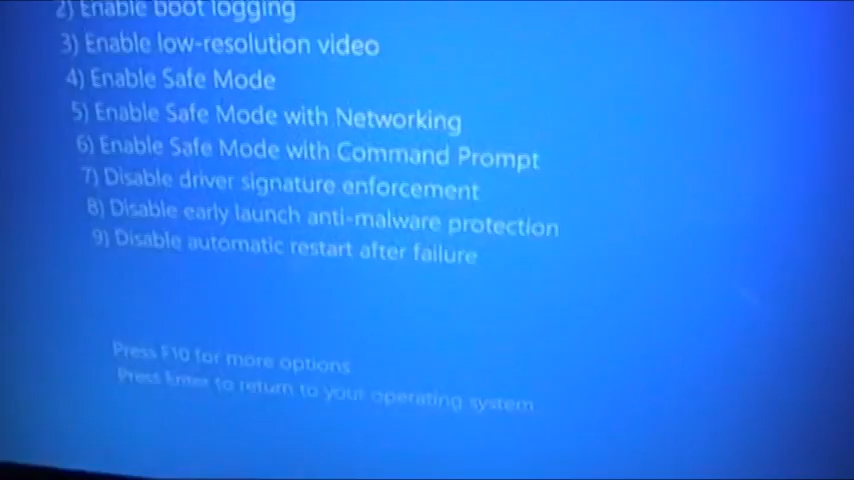 2) Enable boot logging
3) Enable low-resolution video
4) Enable Safe Mode
5) Enable Safe Mode with Networking
6) Enable Safe Mode with Command Prompt
7) Disable driver signature enforcement
8) Disable early launch anti-malware protection
9) Disable automatic restart after failure
Press F10 for more options
Press Enter to return to your operating system